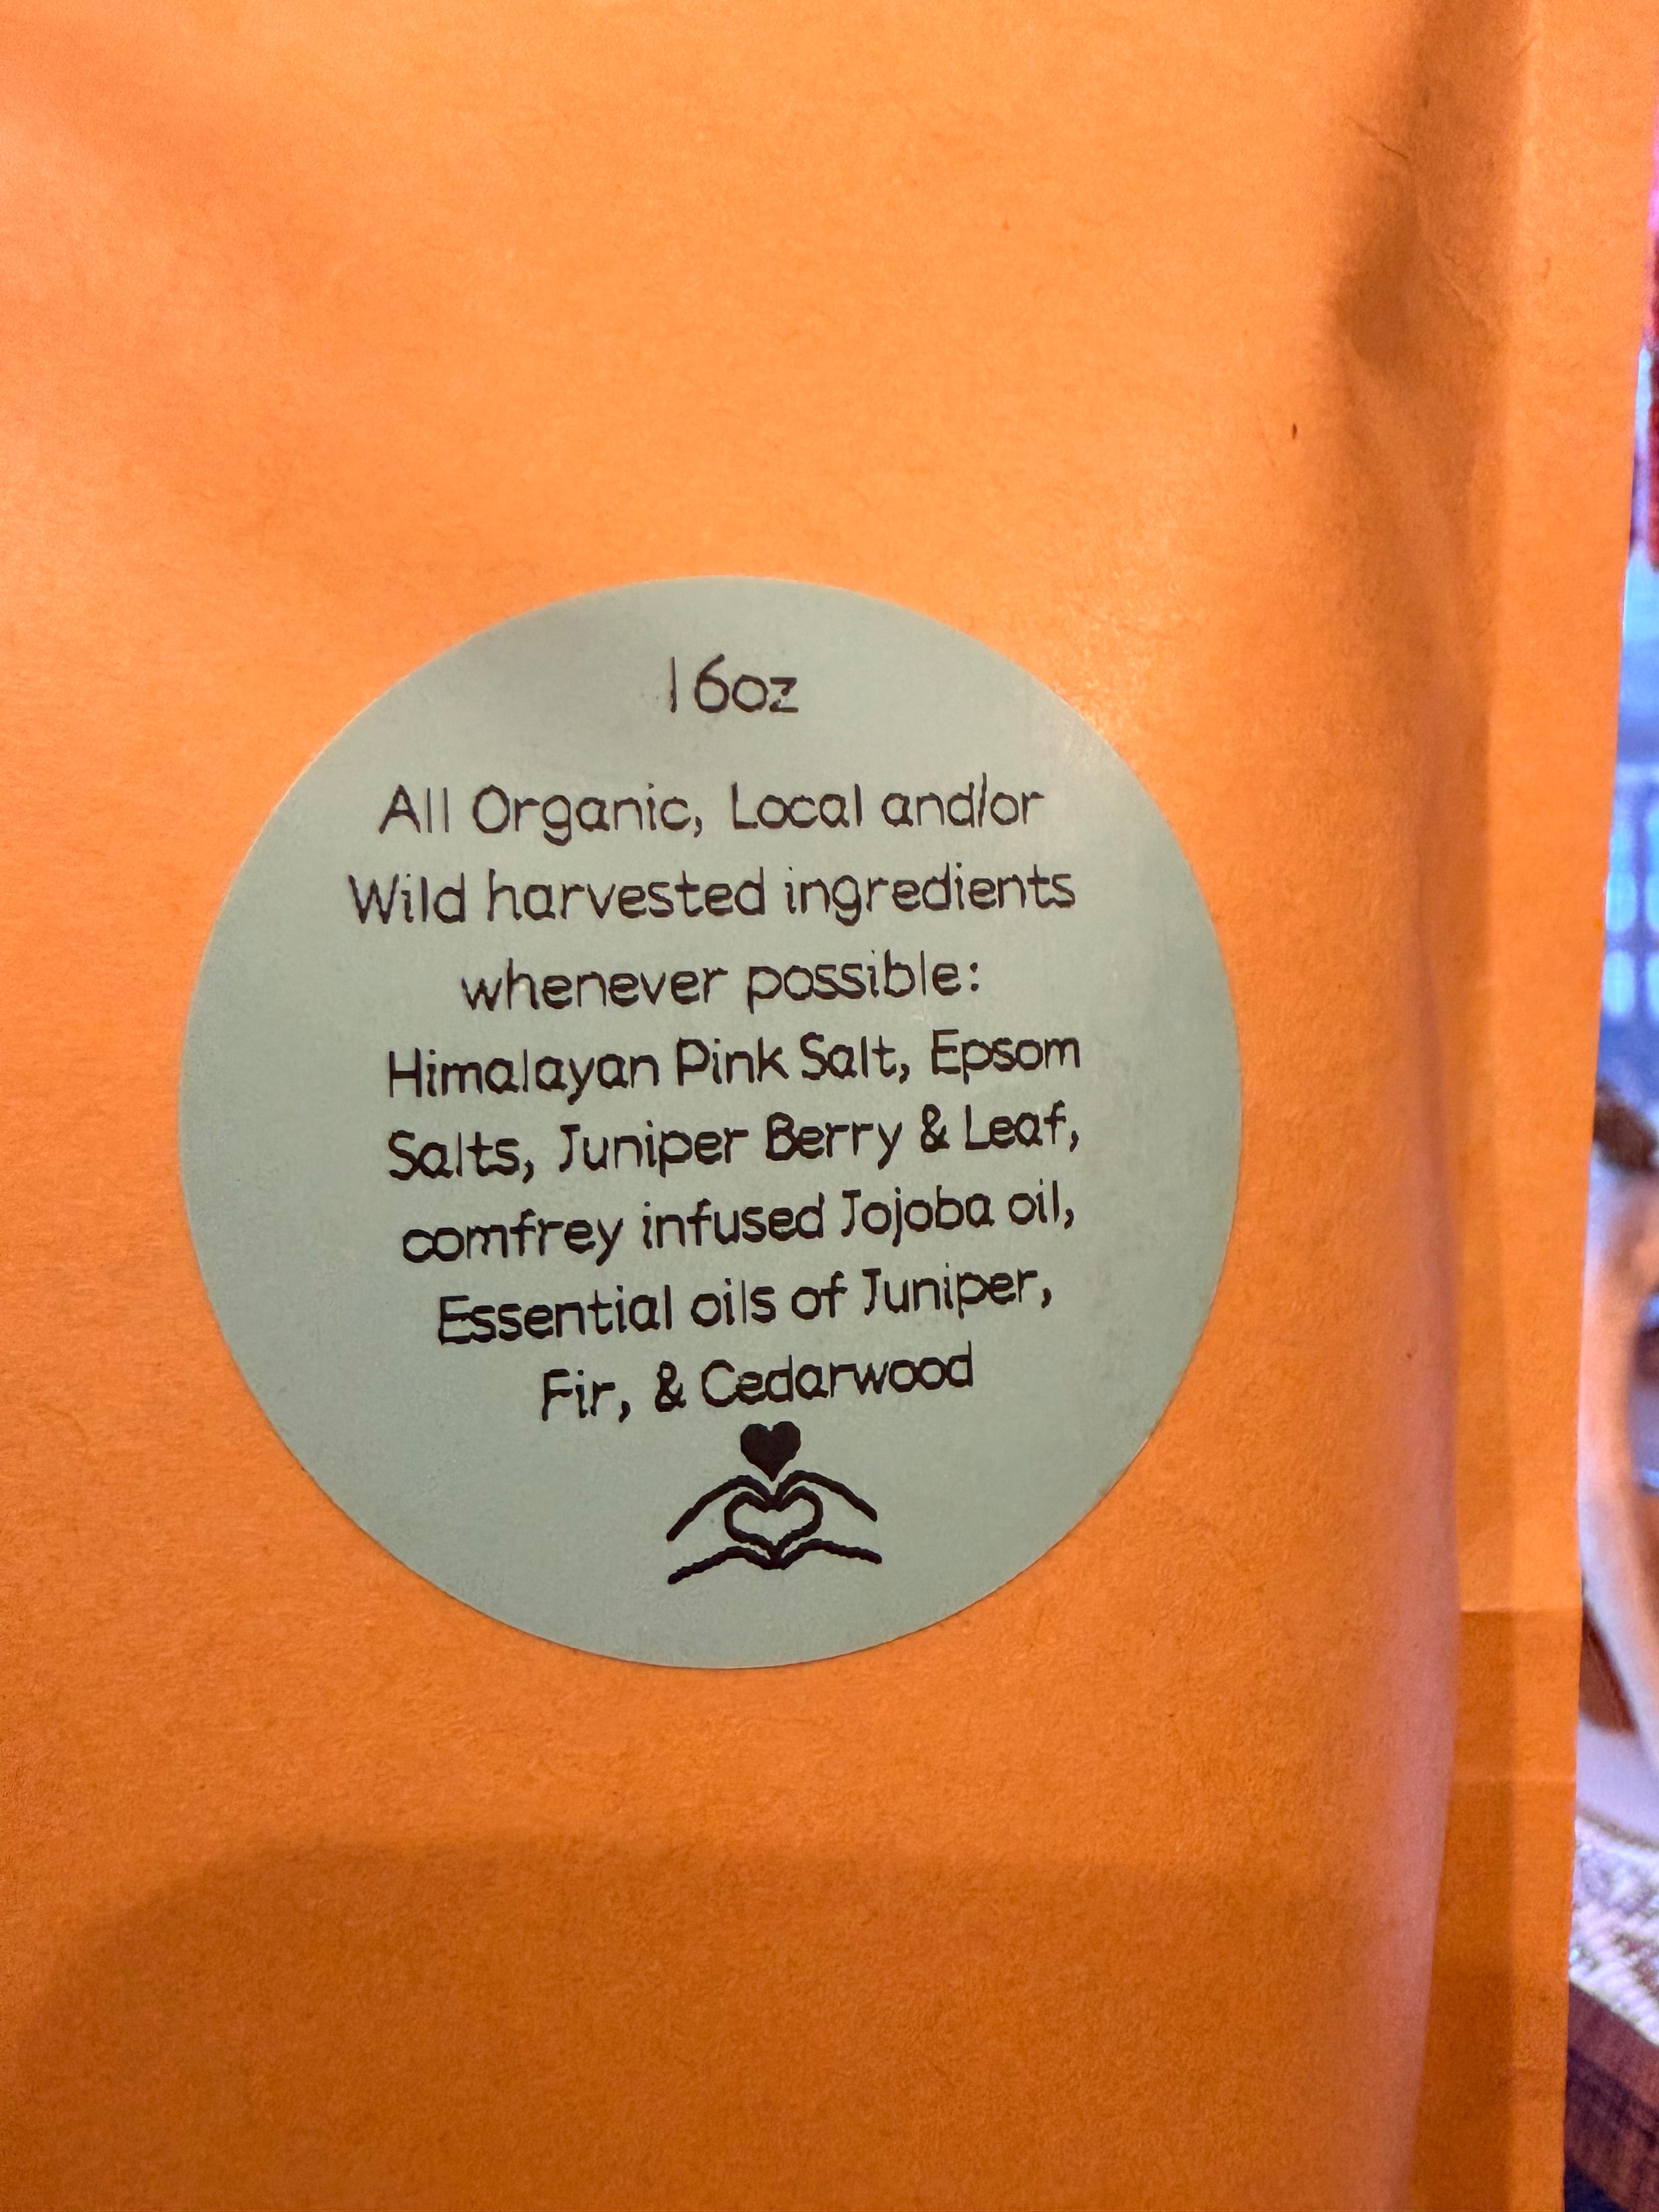 16oz
All Organic, Local and/or
Wild harvested ingredients
whenever possible:
Himalayan Pink Salt, Epsom
Salts, Juniper Berry & Leaf,
comfrey infused Jojoba oil,
Essential oils of Juniper,
Fir, & Cedarwood